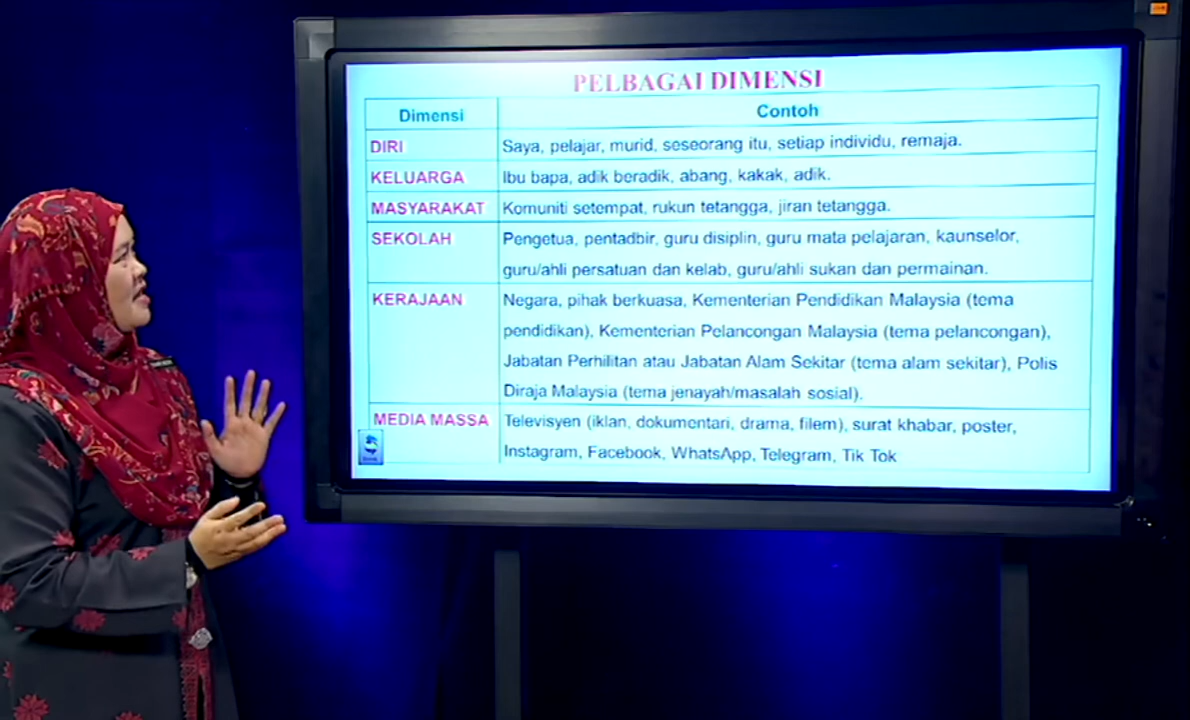 PELBAGAI DIMENSI
Dimensi Contoh
DIRI Saya, pelajar, murid, seseorang itu, setiap individu, remaja.
KELUARGA Ibu bapa, adik beradik, abang, kakak, adik.
MASYARAKAT Komuniti setempat, rukun tetangga, jiran tetangga.
SEKOLAH Pengetua, pentadbir, guru disiplin, guru mata pelajaran, kaunselor,
guru/ahli persatuan dan kelab, guru/ahli sukan dan permainan.
KERAJAAN Negara, pihak berkuasa, Kementerian Pendidikan Malaysia (tema
pendidikan), Kementerian Pelancongan Malaysia (tema pelancongan),
Jabatan Perhilitan atau Jabatan Alam Sekitar (tema alam sekitar), Polis
Diraja Malaysia (tema jenayah/masalah sosial).
MEDIA MASSA Televisyen (iklan, dokumentari, drama, filem), surat khabar, poster,
Instagram, Facebook, WhatsApp, Telegram, Tik Tok